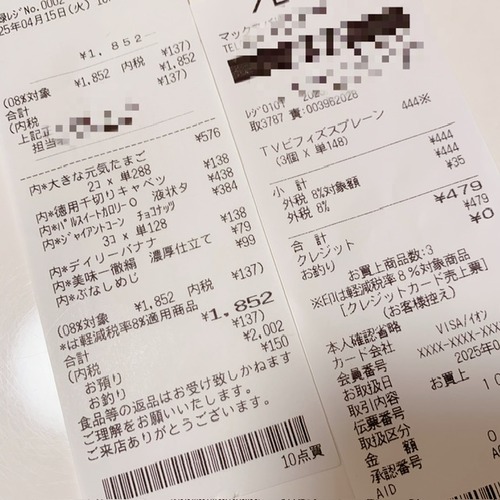 25年04月15日(火)
¥1,852
(08%対象 ¥1,852 内税 ¥137)
合計 ¥1,852
(内税 ¥137)
上記正
担当
内*大きな元気たまご
2コ × 単288 ¥576
内*徳用千切りキャベツ ¥138
内*パルスイートカロリー0 液状タ ¥438
内*ジャイアントコーン チョコナッツ
3コ × 単128 ¥384
内*デイリーバナナ ¥138
内*美味一徹絹 濃厚仕立て ¥79
内*ぶなしめじ ¥99
(08%対象 ¥1,852 内税 ¥137)
*は軽減税率8%適用商品
合計 ¥1,852
(内税 ¥137)
お預り ¥2,002
お釣り ¥150
食品等の返品はお受け致しかねます
ご理解をお願いいたします。
ご来店ありがとうございます。
10点買
マック
TEL
レジ010
取3787 責:003962028
TVビフィズスプレーン 444※
(3個 × 単148)
小計 ¥444
外税 8%対象額 ¥444
外税 8% ¥35
合計 ¥479
クレジット ¥479
お釣り ¥0
お買上商品数:3
※印は軽減税率8%対象商品
[クレジットカード売上票]
(お客様控え)
本人確認省略
カード会社 VISA/イオン
会員番号 XXXX-XXXX-XXXX-
お取扱日 2025年0
取引内容 お買上
伝票番号
取扱区分 10
金額
承認番号
AID